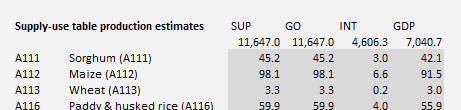 Supply-use table production estimates SUP GO INT GDP
11,647.0 11,647.0 4,606.3 7,040.7
A111 Sorghum (A111) 45.2 45.2 3.0 42.1
A112 Maize (A112) 98.1 98.1 6.6 91.5
A113 Wheat (A113) 3.3 3.3 0.2 3.0
A116 Paddy & husked rice (A116) 59.9 59.9 4.0 55.9